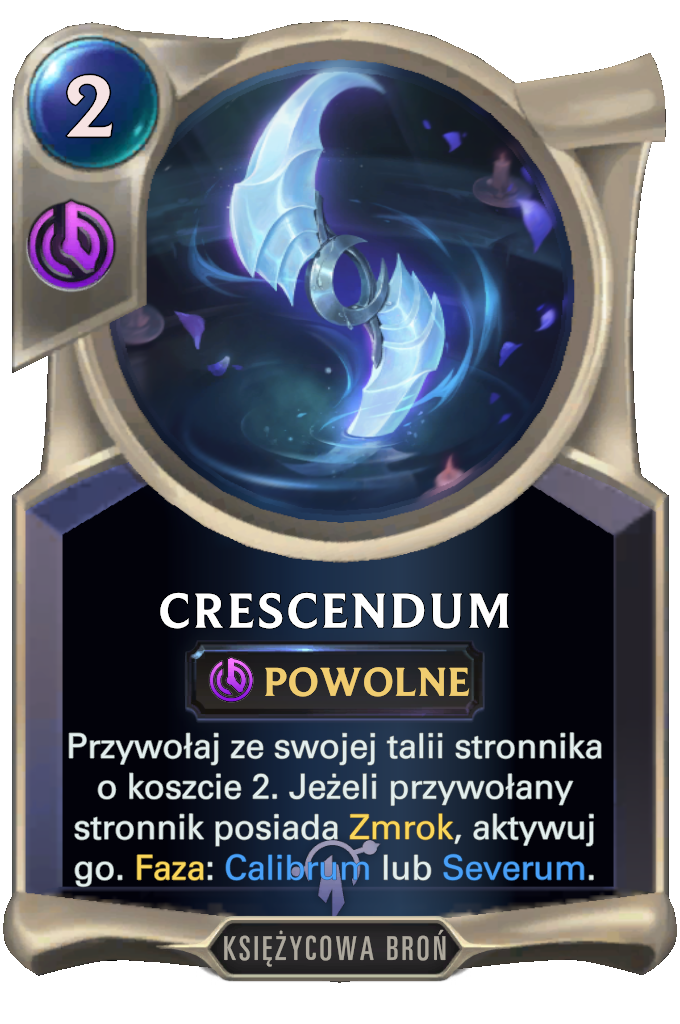 2
CRESCENDUM
POWOLNE
Przywołaj ze swojej talii stronnika
o koszcie 2. Jeżeli przywołany
stronnik posiada Zmrok, aktywuj
go. Faza: Calibrum lub Severum.
KSIĘŻYCOWA BROŃ